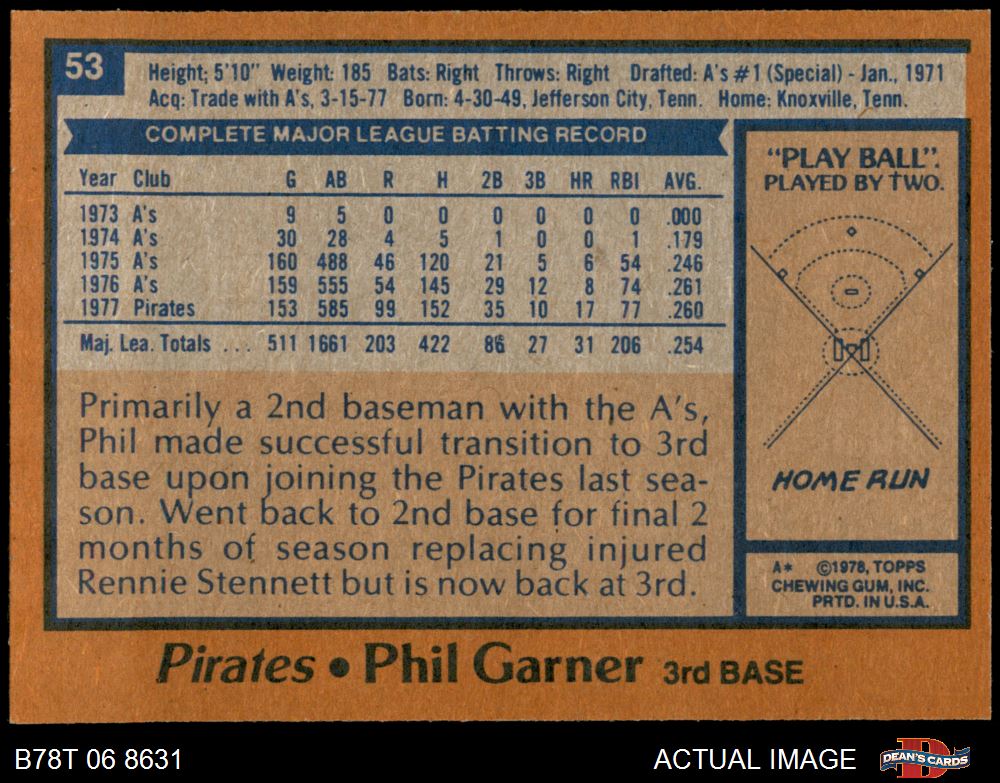 53
Height; 5'10" Weight: 185 Bats: Right Throws: Right Drafted: A's #1 (Special) - Jan., 1971
Acq: Trade with A's, 3-15-77 Born: 4-30-49, Jefferson City, Tenn. Home: Knoxville, Tenn.
COMPLETE MAJOR LEAGUE BATTING RECORD
Year Club G AB R H 2B 3B HR RBI AVG.
1973 A's 9 5 0 0 0 0 0 0 .000
1974 A's 30 28 4 5 1 0 0 1 .179
1975 A's 160 488 46 120 21 5 6 54 .246
1976 A's 159 555 54 145 29 12 8 74 .261
1977 Pirates 153 585 99 152 35 10 17 77 .260
Maj. Lea. Totals ... 511 1661 203 422 86 27 31 206 .254
Primarily a 2nd baseman with the A's,
Phil made successful transition to 3rd
base upon joining the Pirates last sea-
son. Went back to 2nd base for final 2
months of season replacing injured
Rennie Stennett but is now back at 3rd.
"PLAY BALL".
PLAYED BY TWO.
HOME RUN
A* ©1978, TOPPS
CHEWING GUM, INC.
PRTD. IN U.S.A.
Pirates • Phil Garner 3rd BASE
B78T 06 8631
ACTUAL IMAGE
D
DEAN'S CARDS